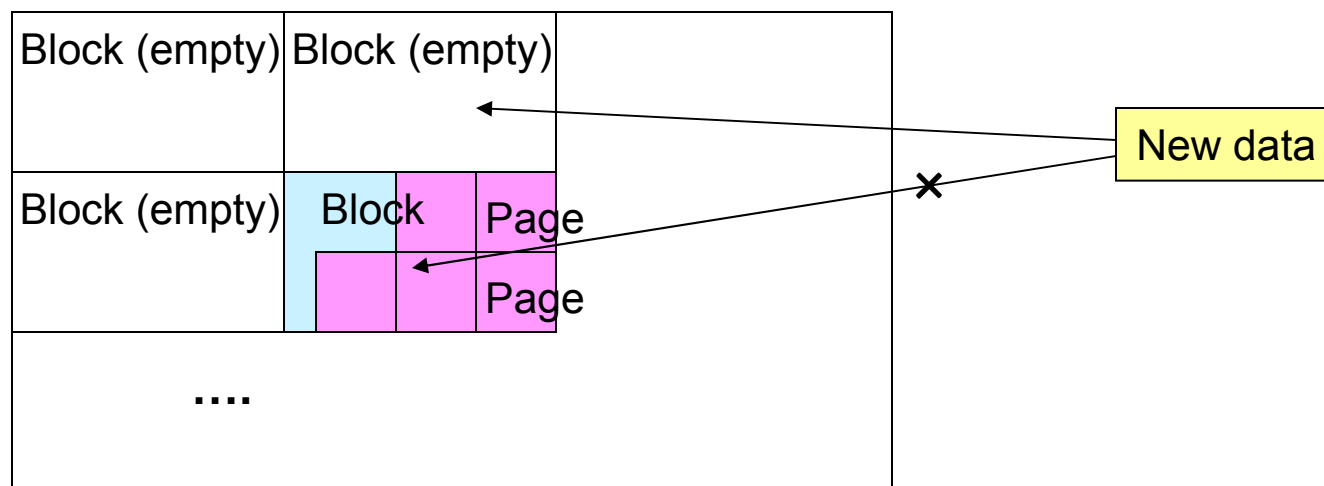 Block (empty)
Block (empty)
New data
Block (empty)
Block
Page
Page
....